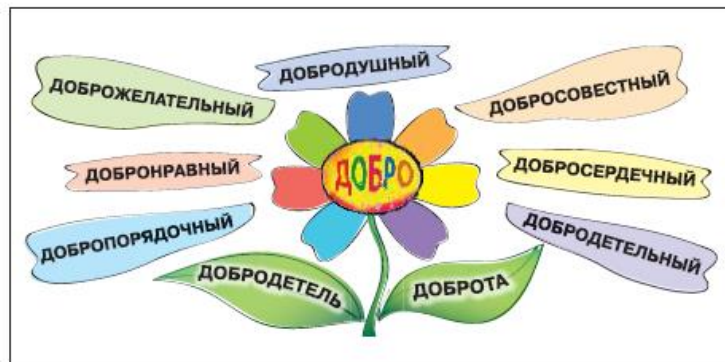 ДОБРОДУШНЫЙ
ДОБРОЖЕЛАТЕЛЬНЫЙ
ДОБРОСОВЕСТНЫЙ
ДОБРОНРАВНЫЙ
ДОБРО
ДОБРОСЕРДЕЧНЫЙ
ДОБРОПОРЯДОЧНЫЙ
ДОБРОДЕТЕЛЬНЫЙ
ДОБРОДЕТЕЛЬ
ДОБРОТА